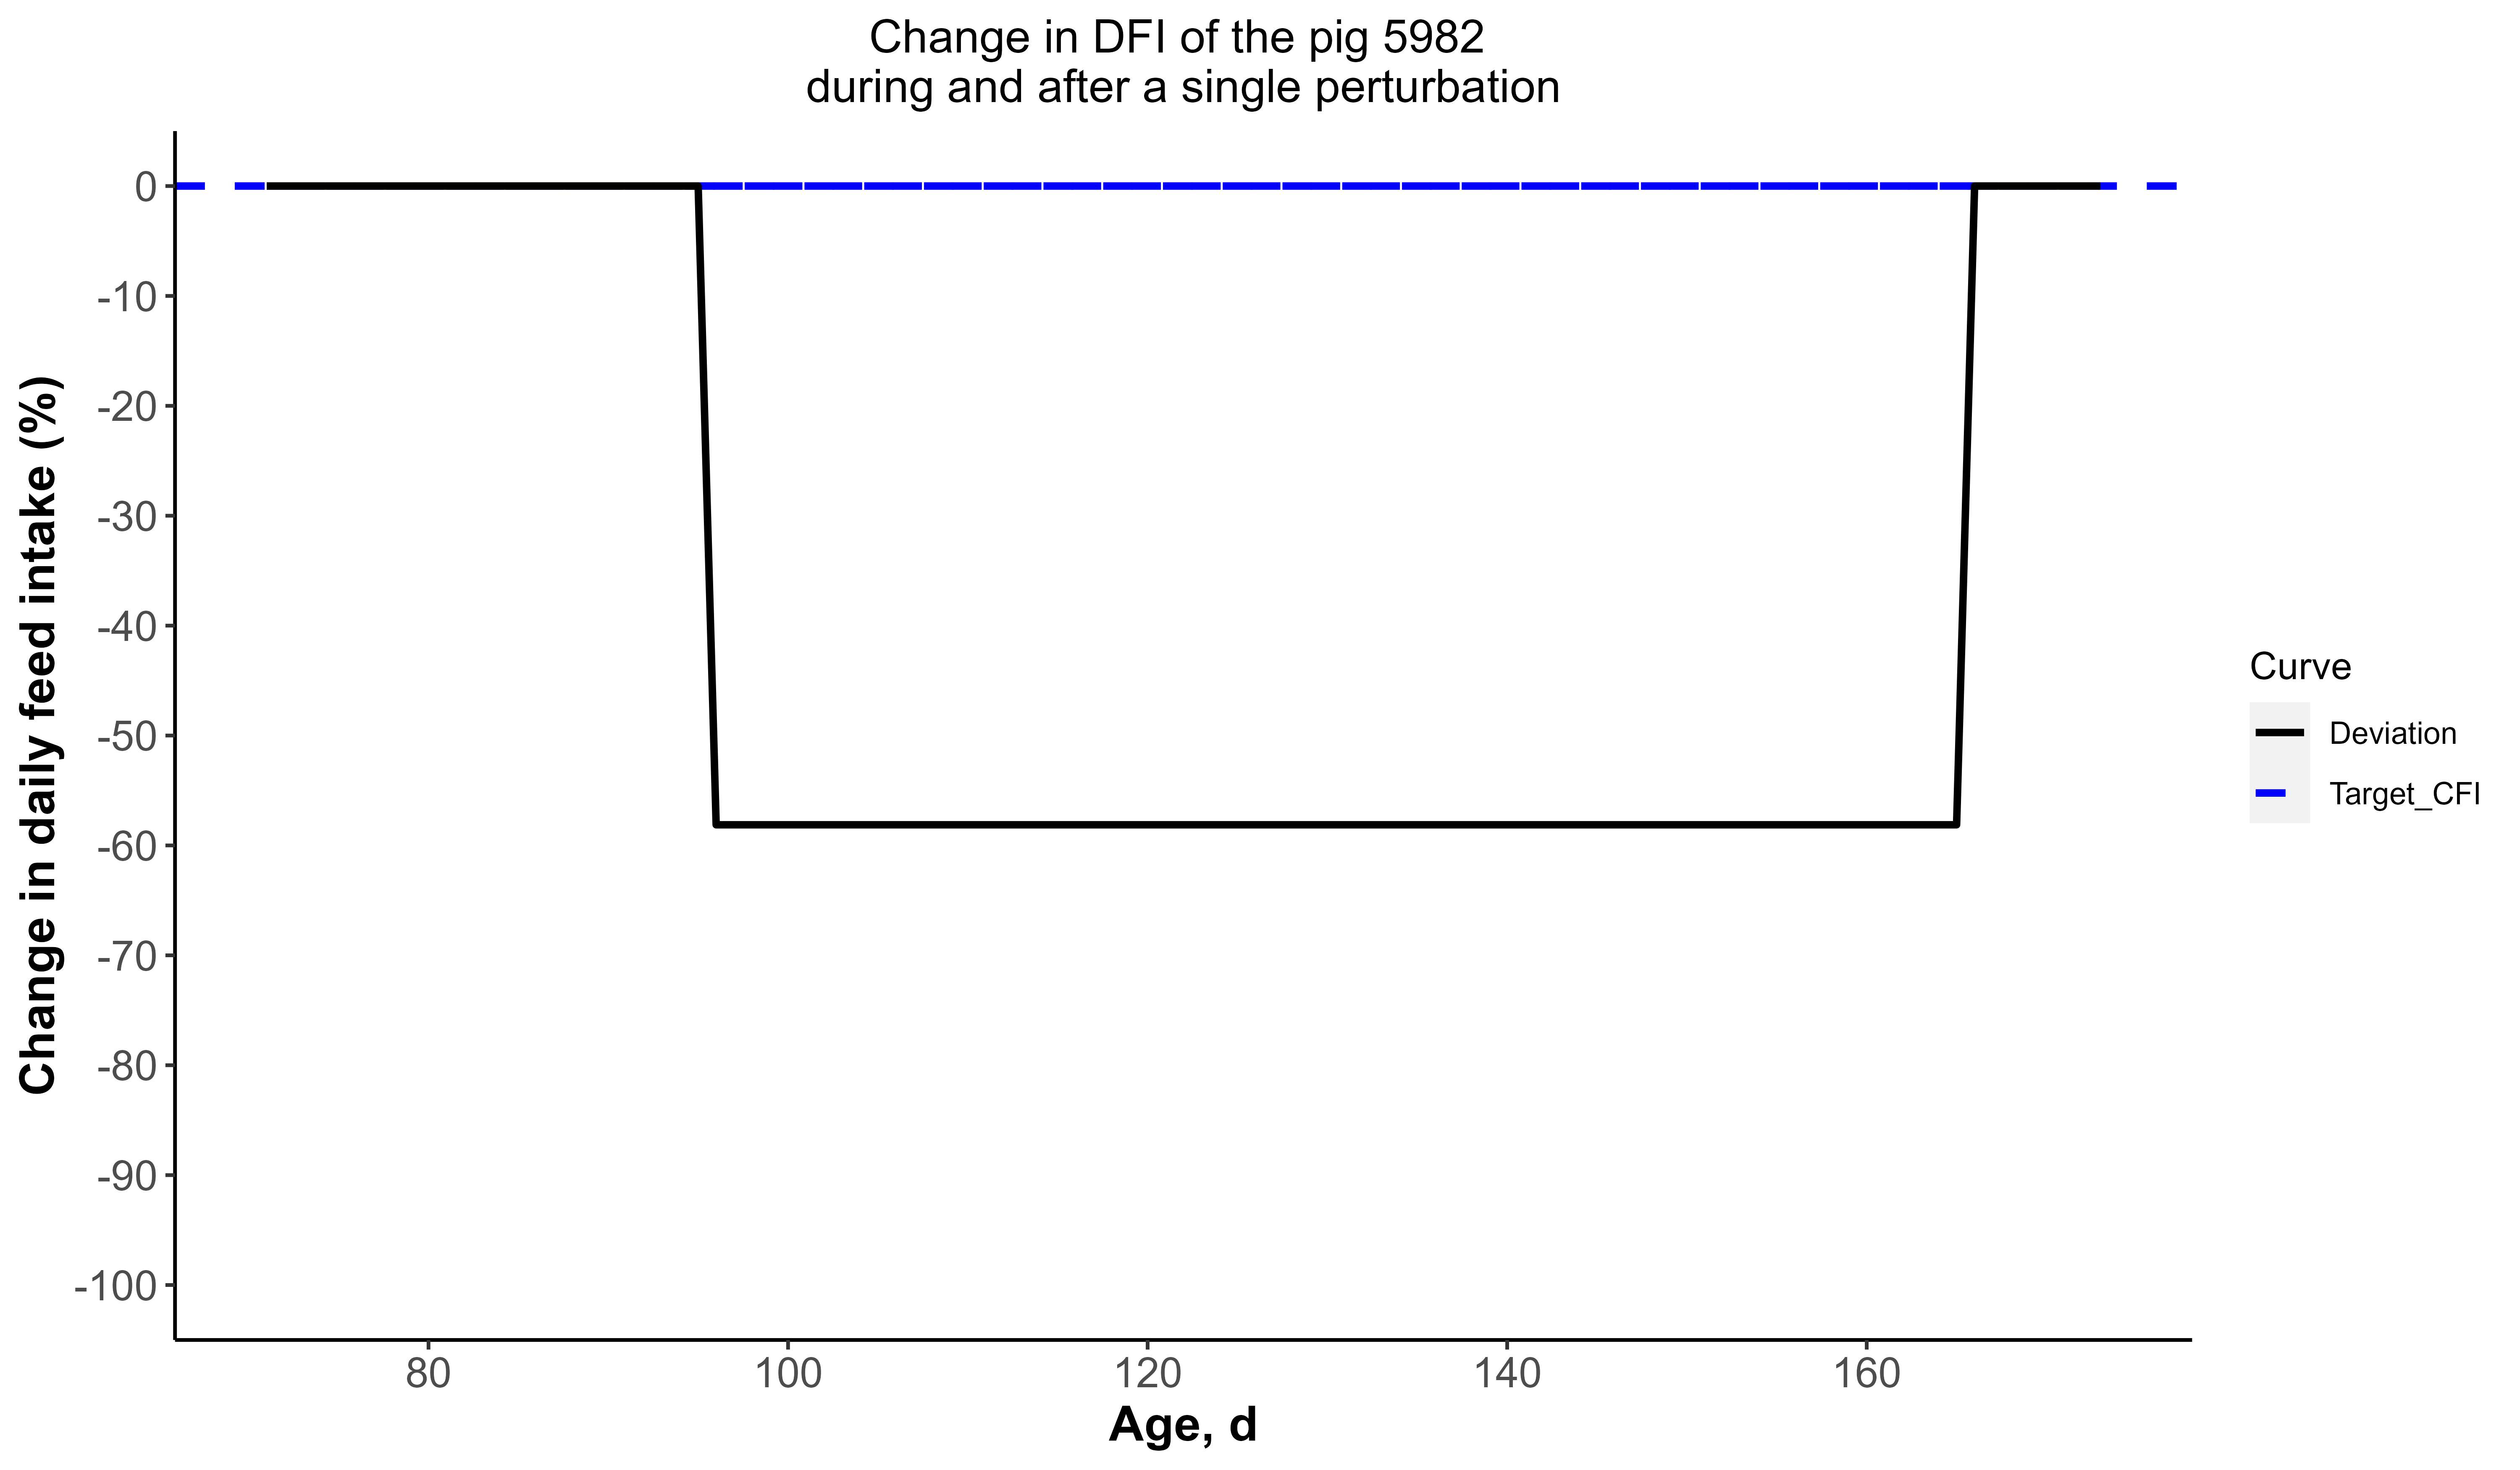 Change in DFI of the pig 5982
during and after a single perturbation
Change in daily feed intake (%)
0
-10
-20
-30
-40
-50
-60
-70
-80
-90
-100
80
100
120
140
160
Age, d
Curve
Deviation
Target_CFI